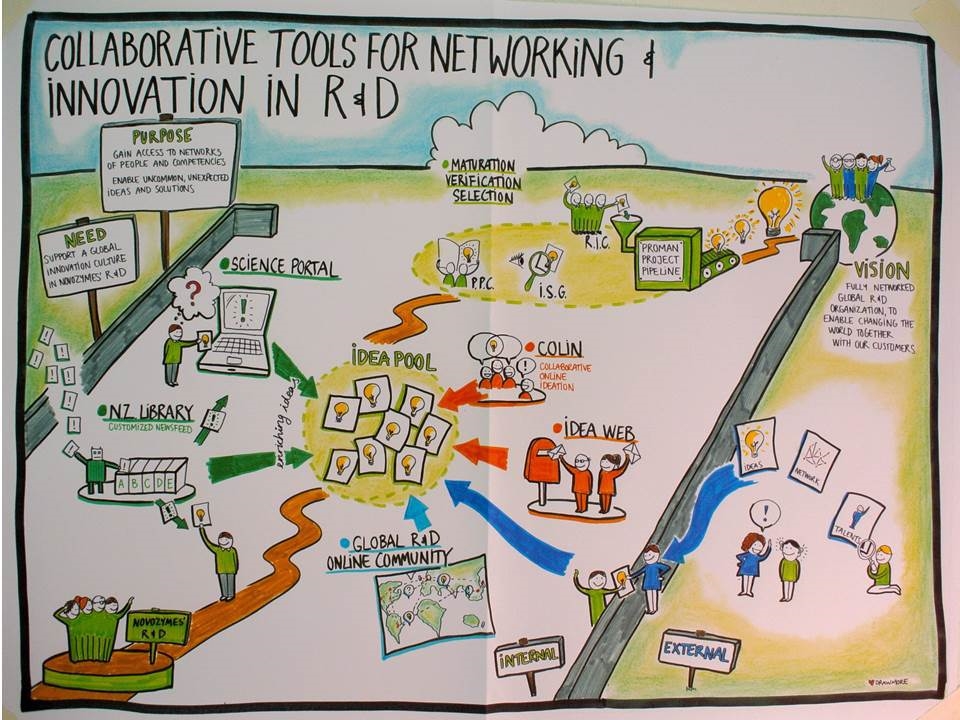 COLLABORATIVE TOOLS FOR NETWORKING &
INNOVATION IN R&D
PURPOSE
GAIN ACCESS TO NETWORKS
OF PEOPLE AND COMPETENCIES
ENABLE UNCOMMON, UNEXPECTED
IDEAS AND SOLUTIONS
NEED
SUPPORT A GLOBAL
INNOVATION CULTURE
IN NOVOZYMES' R&D
MATURATION
VERIFICATION
SELECTION
R.I.C.
P.P.C.
I.S.G.
PROMAN
PROJECT
PIPELINE
VISION
FULLY NETWORKED
GLOBAL R&D
ORGANIZATION, TO
ENABLE CHANGING THE
WORLD TOGETHER
WITH OUR CUSTOMERS
SCIENCE PORTAL
?
!
IDEA POOL
COLIN
COLLABORATIVE
ONLINE
IDEATION
NZ LIBRARY
CUSTOMIZED NEWSFEED
enriching ideas
A B C D E
IDEA WEB
IDEAS
NETWORK
TALENTS
!
GLOBAL R&D
ONLINE COMMUNITY
NOVOZYMES'
R&D
INTERNAL
EXTERNAL
DRAWMORE